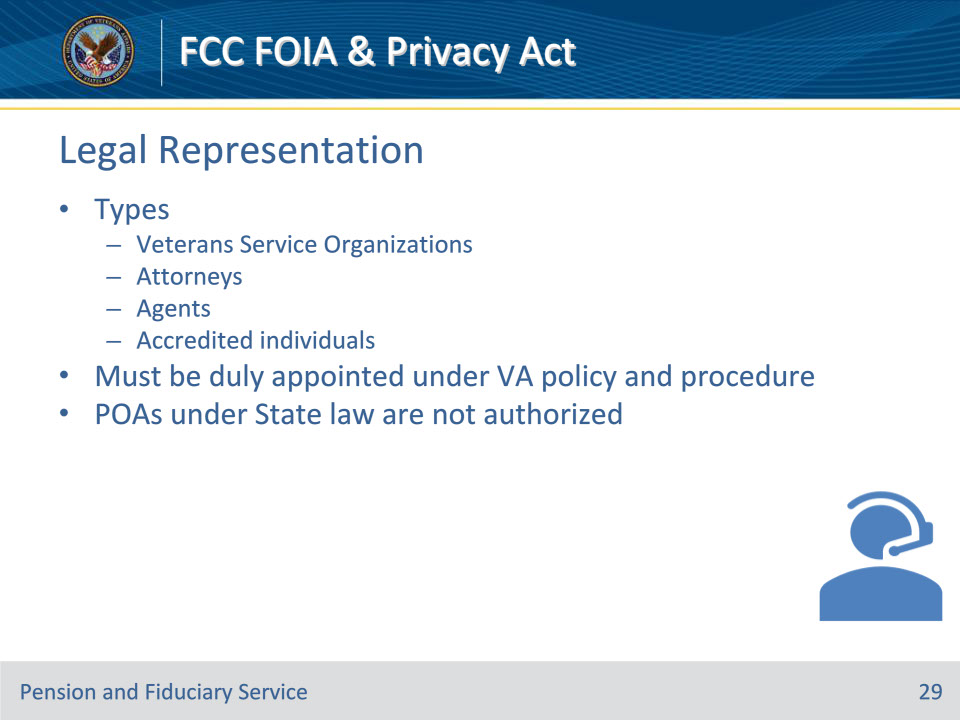 FCC FOIA & Privacy Act
Legal Representation
• Types
– Veterans Service Organizations
– Attorneys
– Agents
– Accredited individuals
• Must be duly appointed under VA policy and procedure
• POAs under State law are not authorized
Pension and Fiduciary Service
29